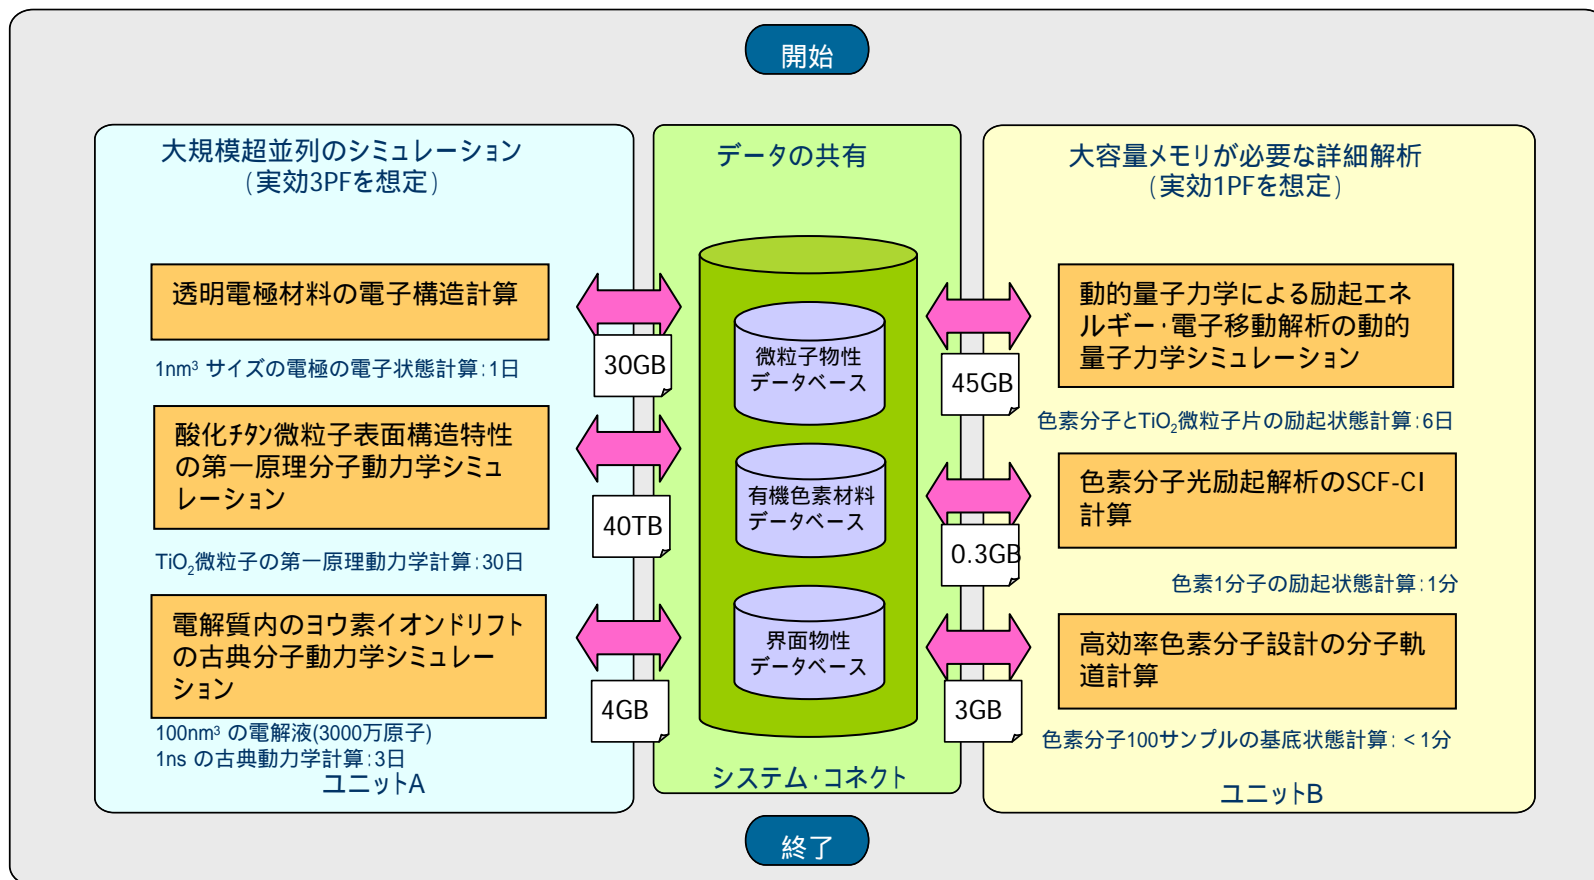 開始
大規模超並列のシミュレーション
(実効3PFを想定)
透明電極材料の電子構造計算
1nm³ サイズの電極の電子状態計算:1日
30GB
酸化チタン微粒子表面構造特性
の第一原理分子動力学シミュ
レーション
40TB
TiO₂微粒子の第一原理動力学計算:30日
電解質内のヨウ素イオンドリフト
の古典分子動力学シミュレー
ション
4GB
100nm³ の電解液(3000万原子)
1ns の古典動力学計算:3日
ユニットA
データの共有
微粒子物性
データベース
有機色素材料
データベース
界面物性
データベース
システム・コネクト
大容量メモリが必要な詳細解析
(実効1PFを想定)
動的量子力学による励起エネ
ルギー・電子移動解析の動的
量子力学シミュレーション
45GB
色素分子とTiO₂微粒子片の励起状態計算:6日
色素分子光励起解析のSCF-CI
計算
0.3GB
色素1分子の励起状態計算:1分
高効率色素分子設計の分子軌
道計算
3GB
色素分子100サンプルの基底状態計算:<1分
ユニットB
終了